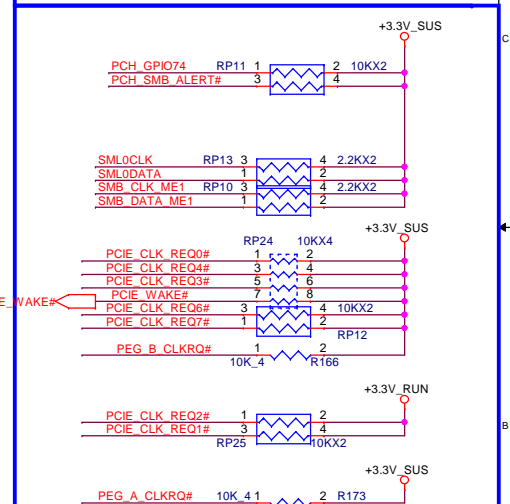 +3.3V_SUS
C
PCH_GPIO74 RP11 1 2 10KX2
PCH_SMB_ALERT# 3 4
SML0CLK RP13 3 4 2.2KX2
SML0DATA 1 2
SMB_CLK_ME1 RP10 3 4 2.2KX2
SMB_DATA_ME1 1 2
+3.3V_SUS
RP24 10KX4
PCIE_CLK_REQ0# 1 2
PCIE_CLK_REQ4# 3 4
PCIE_CLK_REQ3# 5 6
E_WAKE# PCIE_WAKE# 7 8
PCIE_CLK_REQ6# 3 4 10KX2
PCIE_CLK_REQ7# 1 2
RP12
PEG_B_CLKRQ# 1 2
10K_4 R166
+3.3V_RUN
PCIE_CLK_REQ2# 1 2
B
PCIE_CLK_REQ1# 3 4
RP25 10KX2
+3.3V_SUS
PEG_A_CLKRQ# 10K_4 1 2 R173